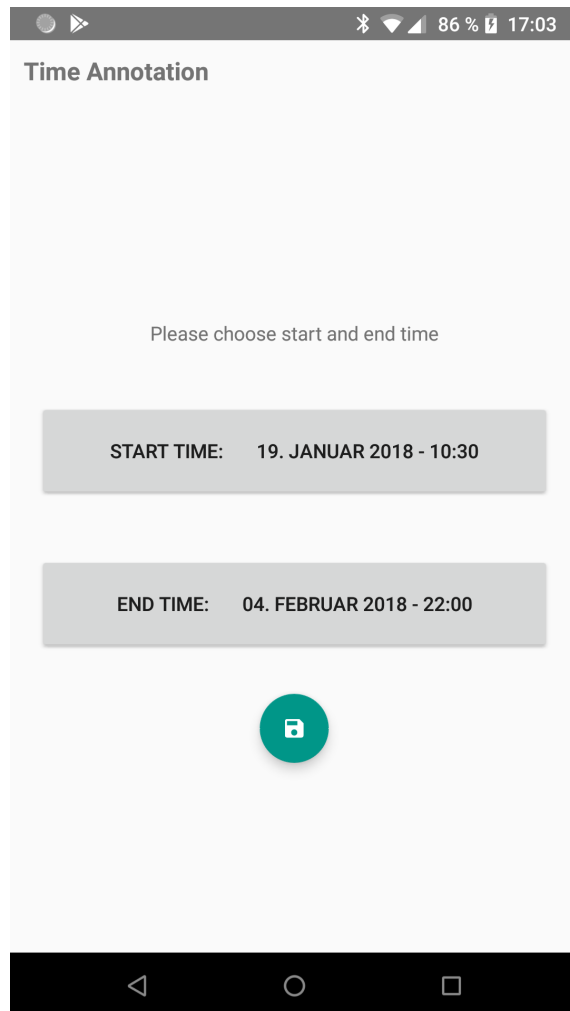 86 % 17:03
Time Annotation
Please choose start and end time
START TIME: 19. JANUAR 2018 - 10:30
END TIME: 04. FEBRUAR 2018 - 22:00